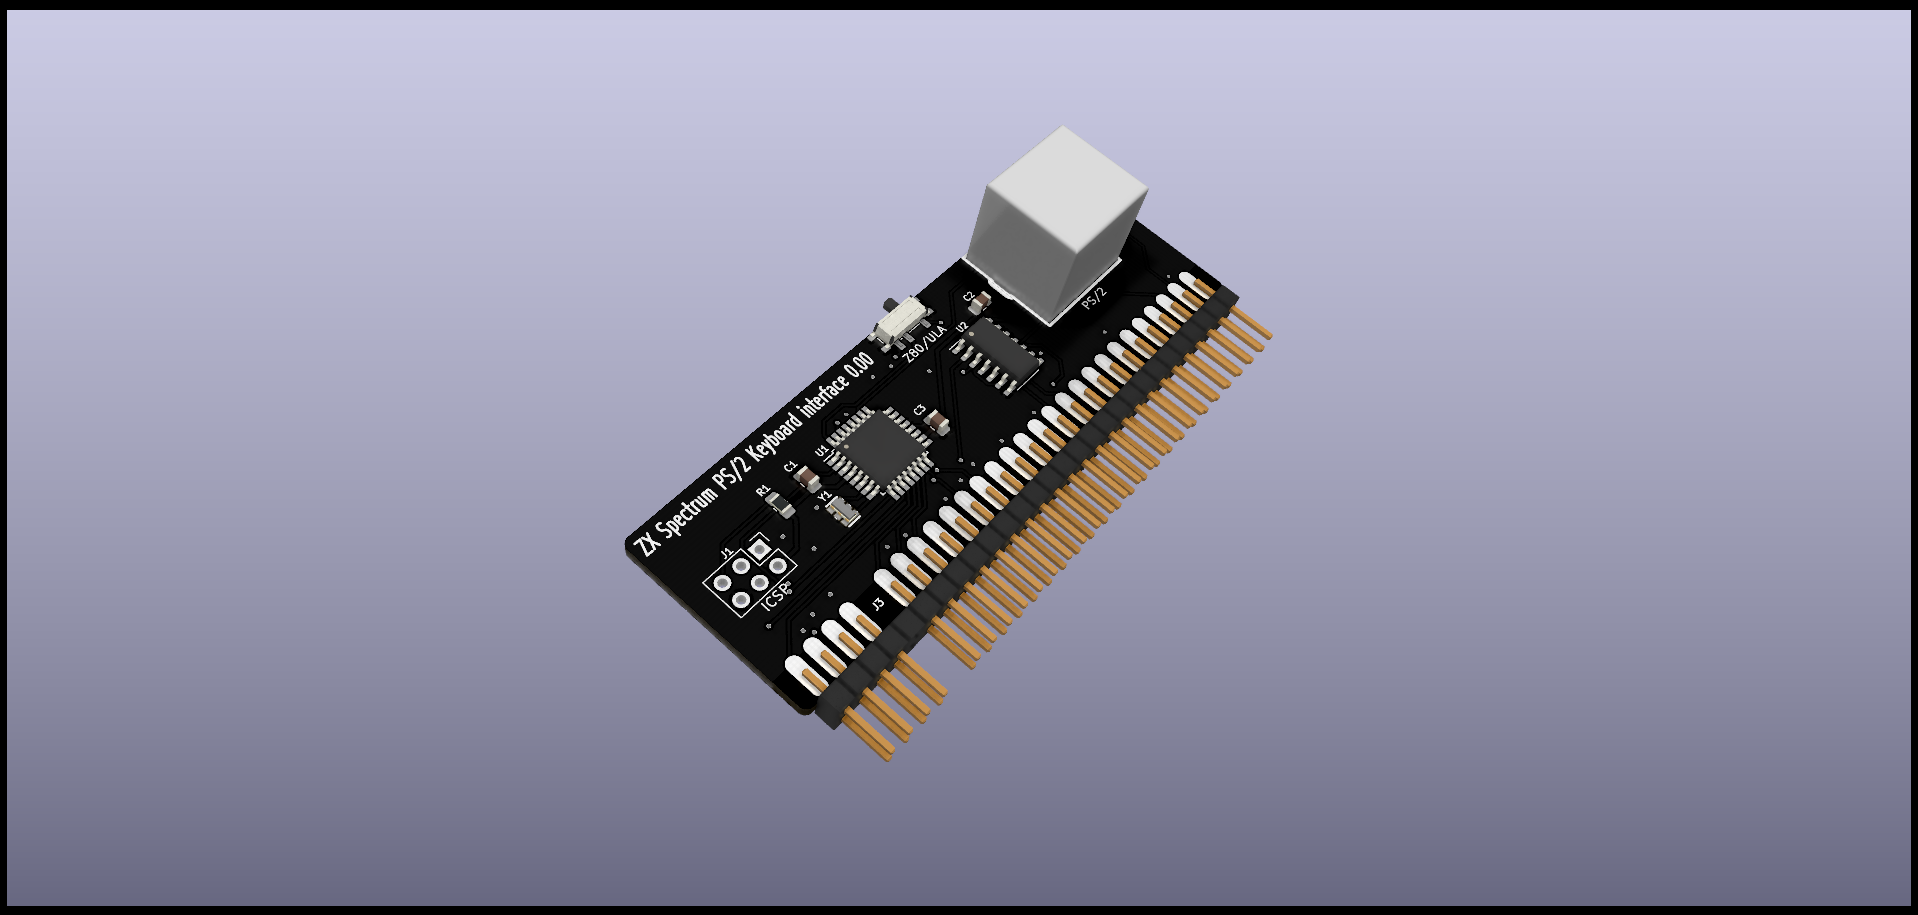 ZX Spectrum PS/2 Keyboard interface 0.00
Z80/ULA
C2
U2
PS/2
C3
U1
C1
R1
Y1
J1
ICSP
J3